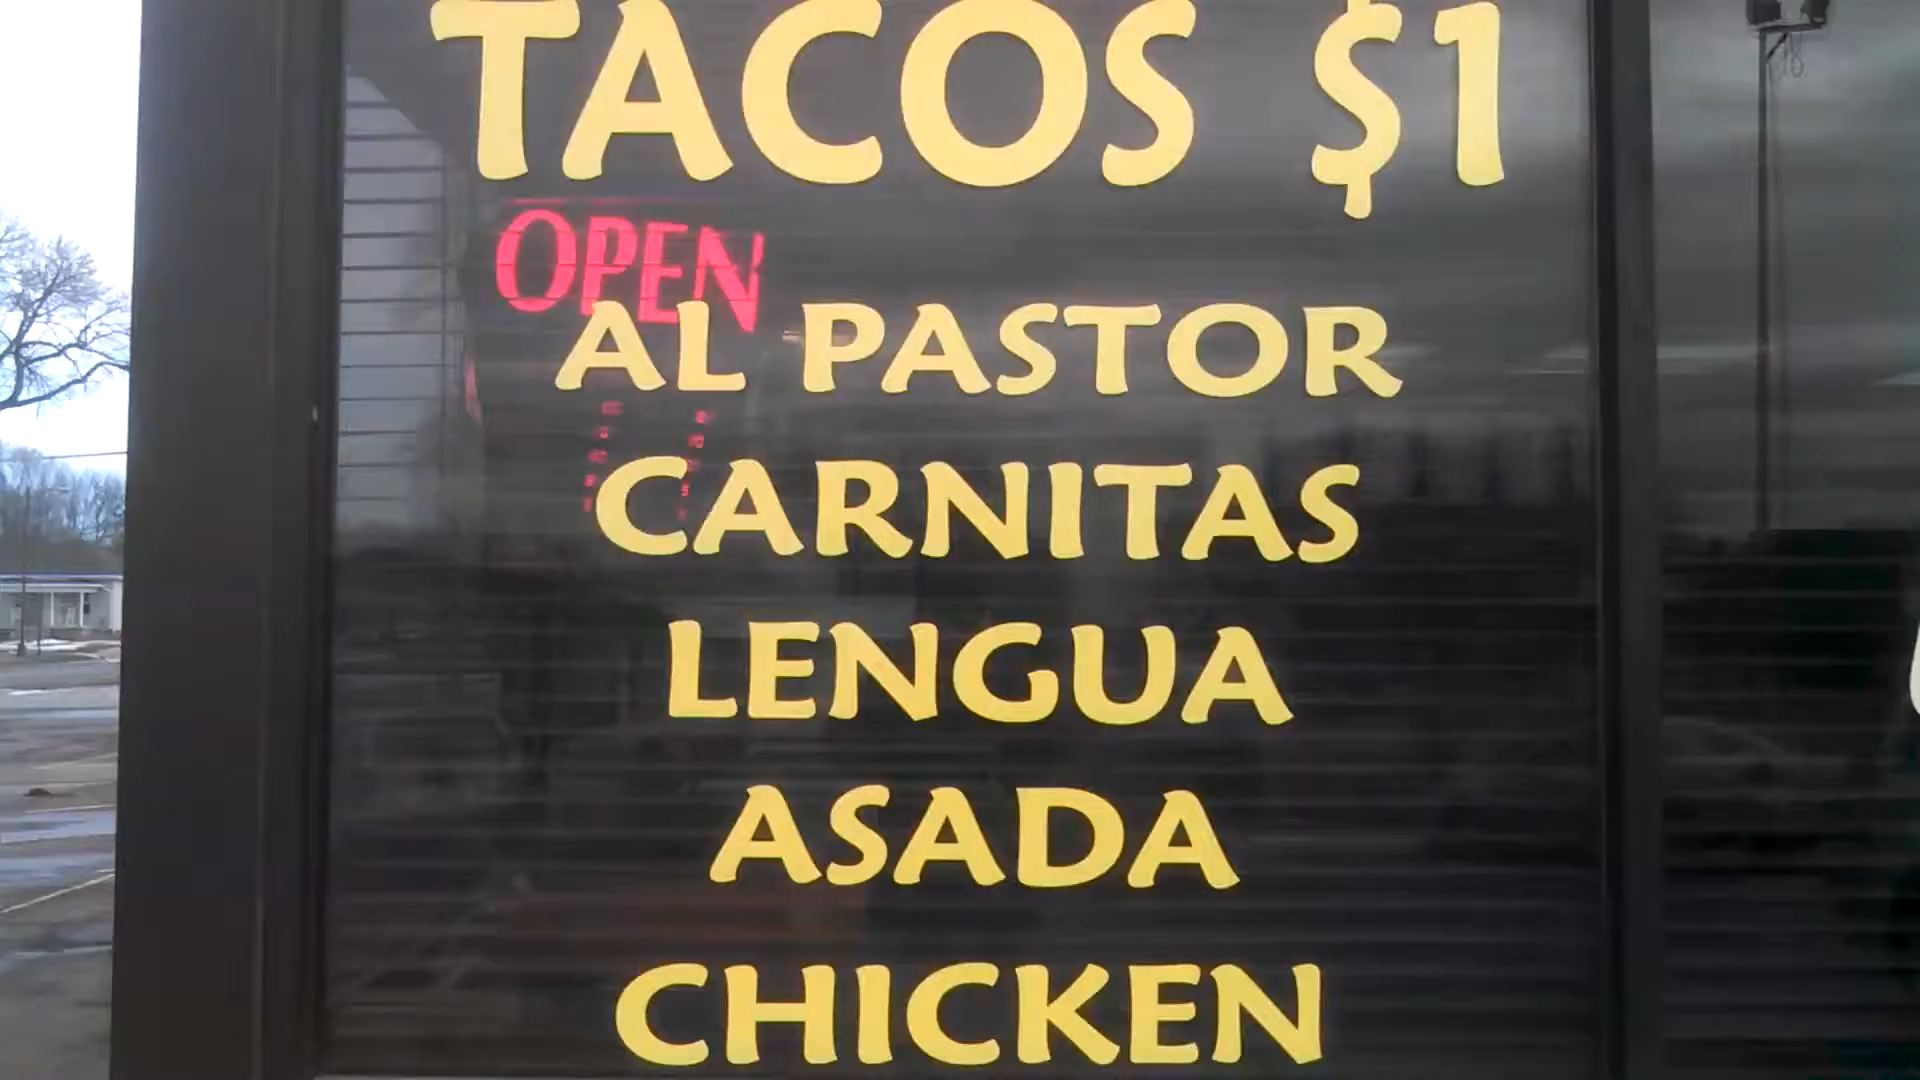 TACOS $1
OPEN
AL PASTOR
CARNITAS
LENGUA
ASADA
CHICKEN